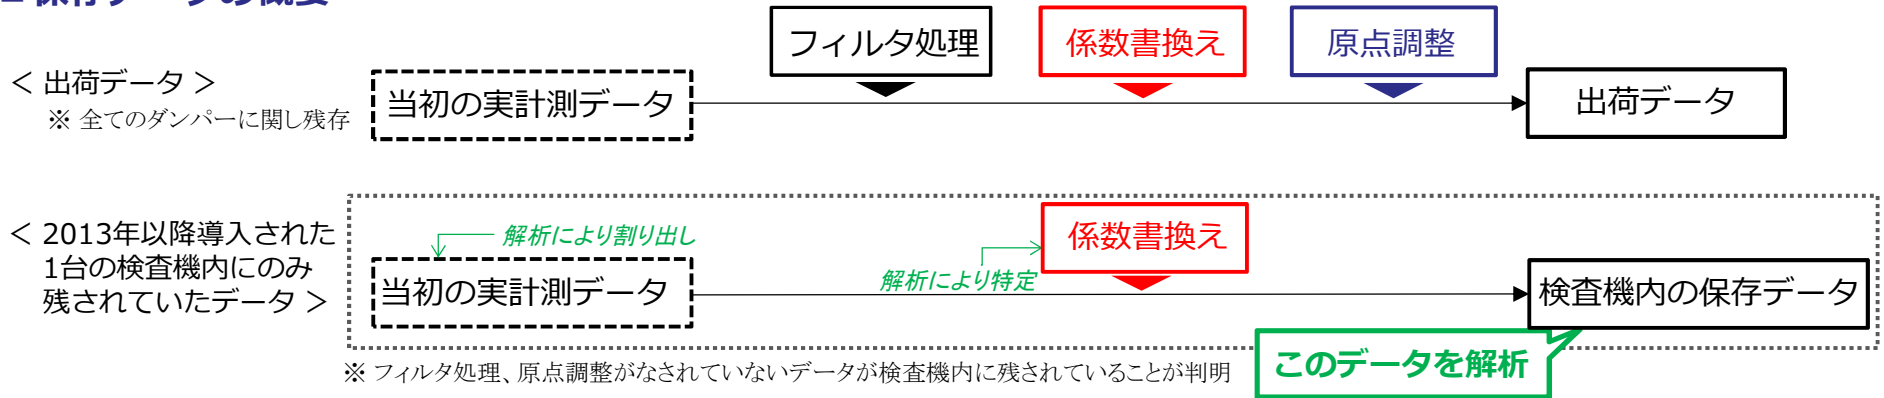 保存データの概要
フィルタ処理
係数書換え
原点調整
< 出荷データ >
※ 全てのダンパーに関し残存
当初の実計測データ
出荷データ
< 2013年以降導入された
1台の検査機内にのみ
残されていたデータ >
解析により割り出し
係数書換え
解析により特定
当初の実計測データ
検査機内の保存データ
※ フィルタ処理、原点調整がなされていないデータが検査機内に残されていることが判明
このデータを解析